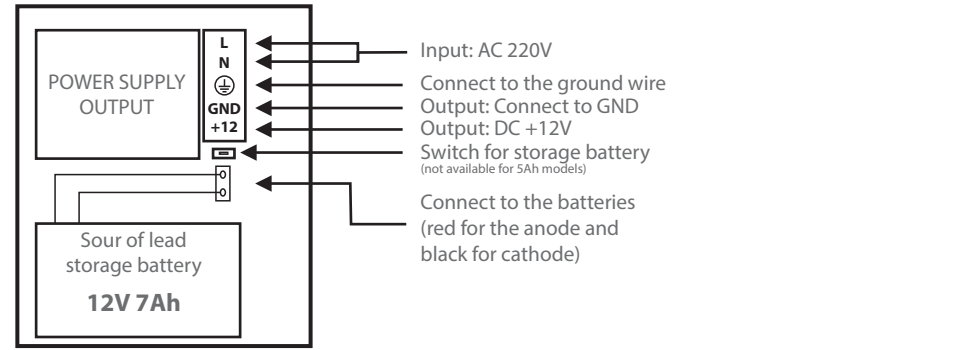 POWER SUPPLY
OUTPUT
L
N
GND
+12
Input: AC 220V
Connect to the ground wire
Output: Connect to GND
Output: DC +12V
Switch for storage battery
(not available for 5Ah models)
Connect to the batteries
(red for the anode and
black for cathode)
Sour of lead
storage battery
12V 7Ah